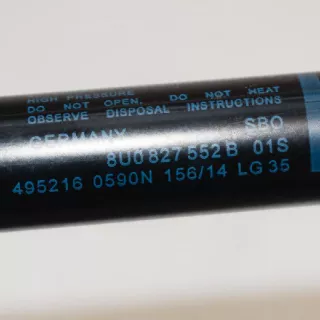 HIGH PRESSURE
DO NOT OPEN, DO NOT HEAT
OBSERVE DISPOSAL INSTRUCTIONS
GERMANY SBO
8U0 827 552 B 01S
495216 0590N 156/14 LG 35